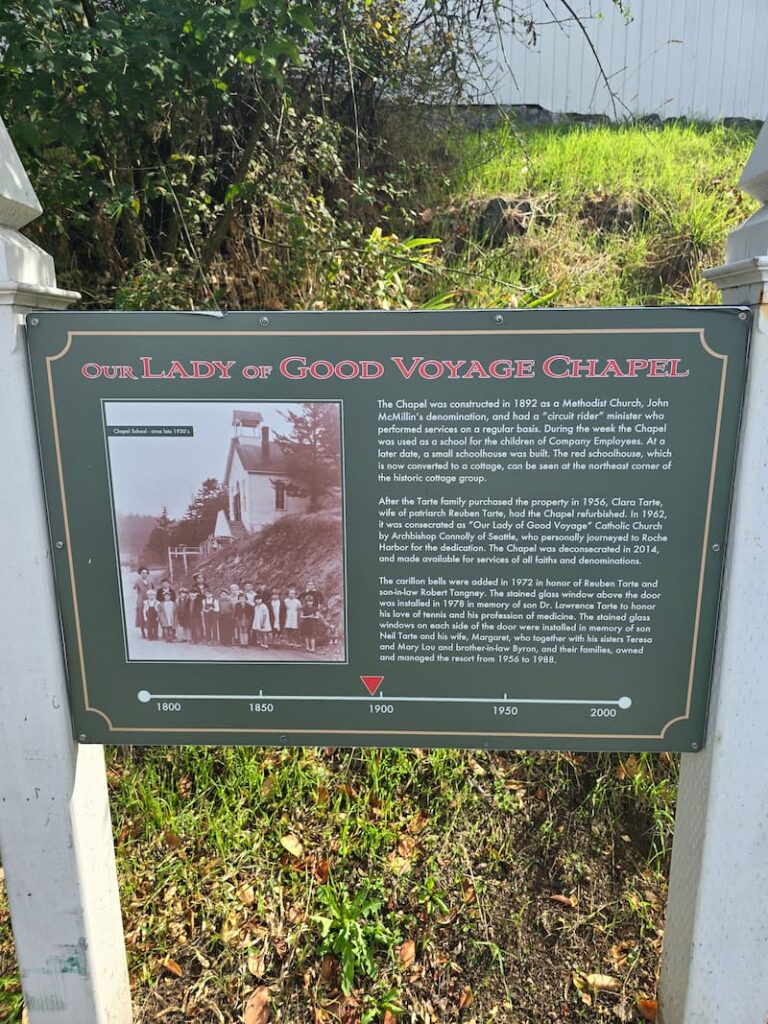 Our Lady of Good Voyage Chapel
Chapel School - circa late 1920's
The Chapel was constructed in 1892 as a Methodist Church, John
McMillin's denomination, and had a "circuit rider" minister who
performed services on a regular basis. During the week the Chapel
was used as a school for the children of Company Employees. At a
later date, a small schoolhouse was built. The red schoolhouse, which
is now converted to a cottage, can be seen at the northeast corner of
the historic cottage group.
After the Tarte family purchased the property in 1956, Clara Tarte,
wife of patriarch Reuben Tarte, had the Chapel refurbished. In 1962,
it was consecrated as "Our Lady of Good Voyage" Catholic Church
by Archbishop Connolly of Seattle, who personally journeyed to Roche
Harbor for the dedication. The Chapel was deconsecrated in 2014,
and made available for services of all faiths and denominations.
The carillon bells were added in 1972 in honor of Reuben Tarte and
son-in-law Robert Tangney. The stained glass window above the door
was installed in 1978 in memory of son Dr. Lawrence Tarte to honor
his love of tennis and his profession of medicine. The stained glass
windows on each side of the door were installed in memory of son
Neil Tarte and his wife, Margaret, who together with his sisters Teresa
and Mary Lou and brother-in-law Byron, and their families, owned
and managed the resort from 1956 to 1988.
1800 1850 1900 1950 2000